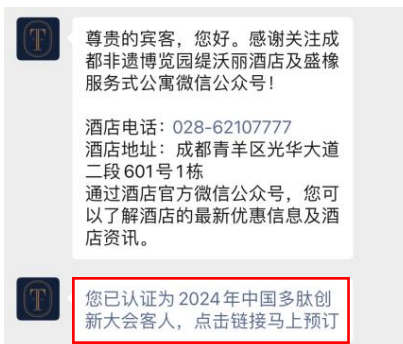 尊贵的宾客，您好。感谢关注成
都非遗博览园缇沃丽酒店及盛橡
服务式公寓微信公众号！
酒店电话：028-62107777
酒店地址：成都青羊区光华大道
二段601号1栋
通过酒店官方微信公众号，您可
以了解酒店的最新优惠信息及酒
店资讯。
您已认证为2024年中国多肽创
新大会客人，点击链接马上预订